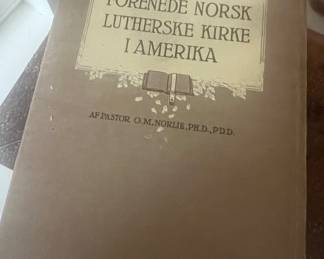 FORENEDE NORSK
LUTHERSKE KIRKE
I AMERIKA
AF PASTOR O. M. NORLIE, PH. D., P.D.D.